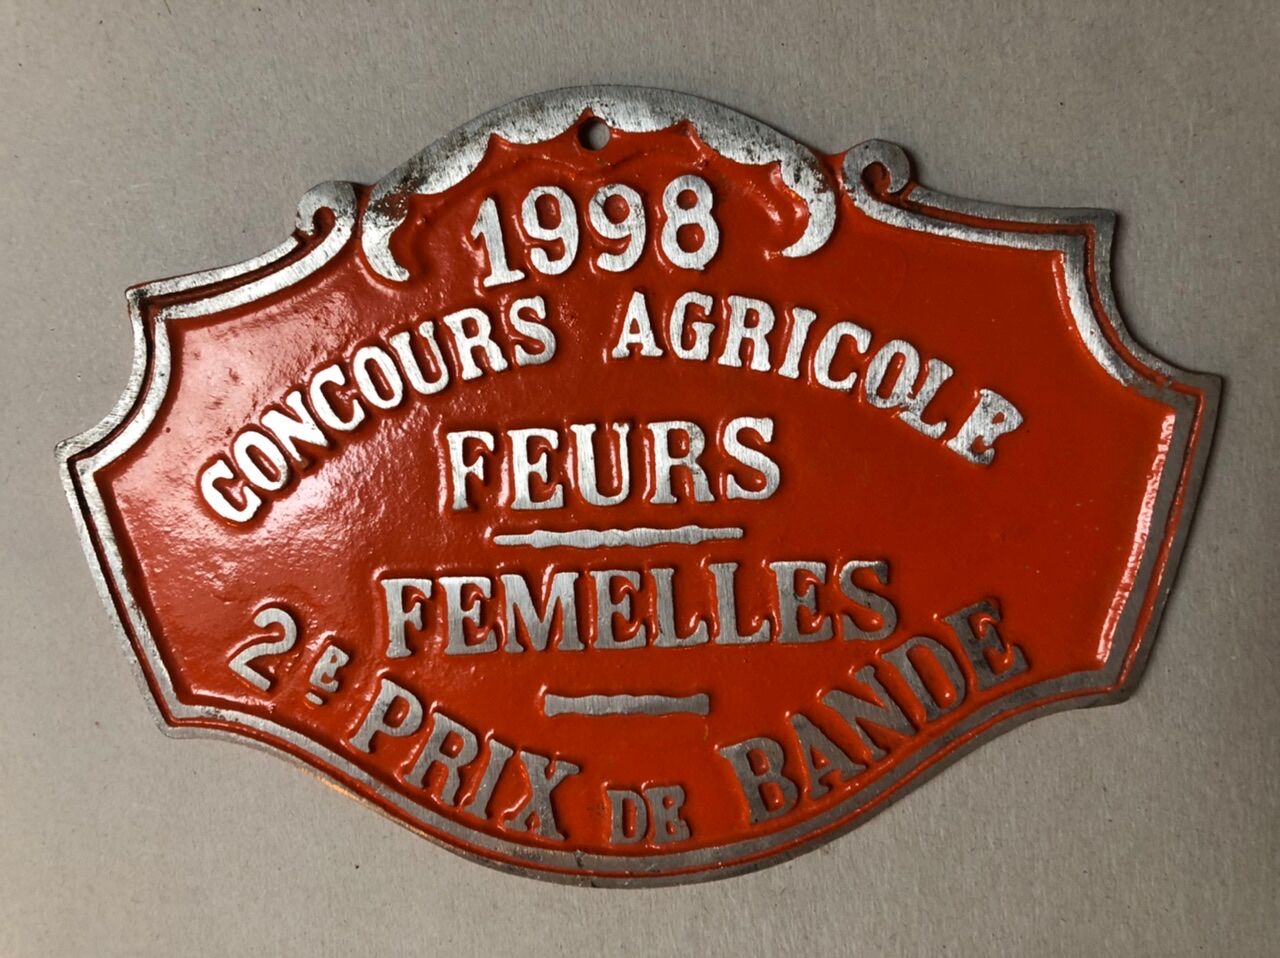 1998
CONCOURS AGRICOLE
FEURS
FEMELLES
2E PRIX DE BANDE